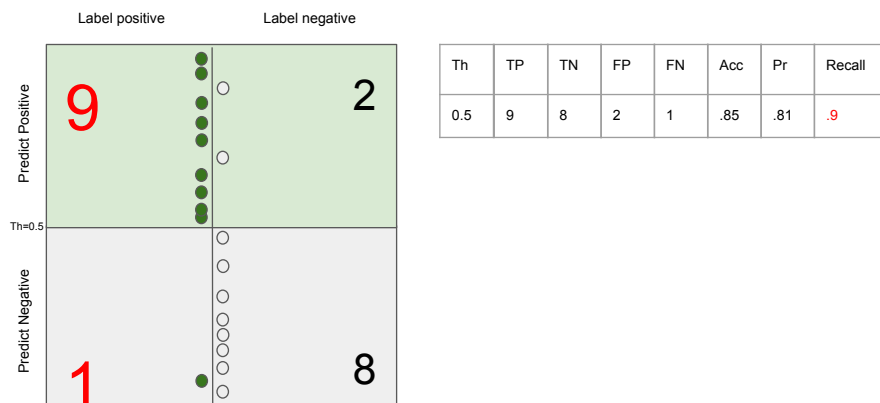 Label positive Label negative
Predict Positive
9
2
Th=0.5
Predict Negative
1
8
Th TP TN FP FN Acc Pr Recall
0.5 9 8 2 1 .85 .81 .9